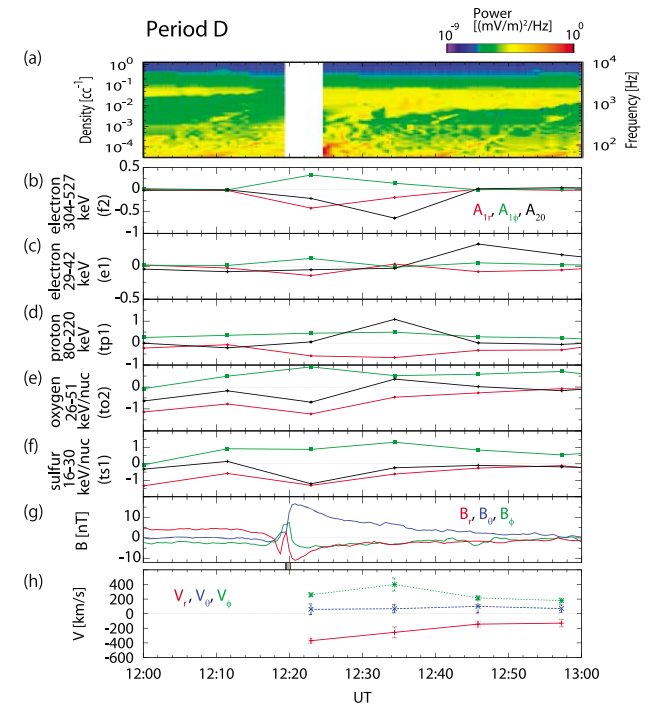 Period D
Power
[(mV/m)²/Hz]
10⁻⁹ 10⁰
(a)
Density [cc⁻¹]
10⁰
10⁻¹
10⁻²
10⁻³
10⁻⁴
10⁴
10³
10²
Frequency [Hz]
(b)
electron
304-527
keV
(f2)
0.5
0
-0.5
-1
A₁ᵣ, A₁ᵩ, A₂₀
(c)
electron
29-42
keV
(e1)
0
-0.5
(d)
proton
80-220
keV
(tp1)
1
0
-1
(e)
oxygen
26-51
keV/nuc
(to2)
1
0
-1
(f)
sulfur
16-30
keV/nuc
(ts1)
1
0
-1
(g)
B [nT]
10
0
-10
Bᵣ, B_θ, B_ϕ
(h)
V [km/s]
400
200
0
-200
-400
-600
Vᵣ, V_θ, V_ϕ
12:00 12:10 12:20 12:30 12:40 12:50 13:00
UT